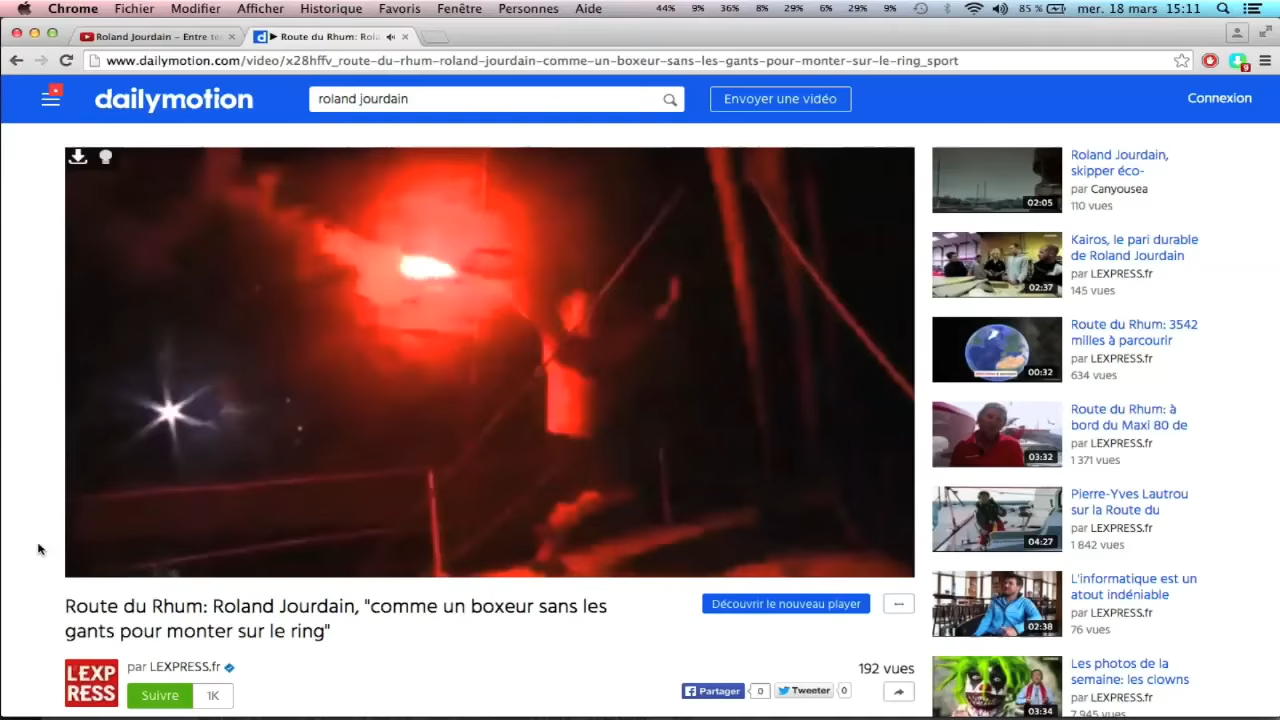 Chrome Fichier Modifier Afficher Historique Favoris Fenêtre Personnes Aide 44% 9% 36% 8% 29% 6% 29% 9% 85 % mer. 18 mars 15:11
Roland Jourdain – Entre te
Route du Rhum: Rola
www.dailymotion.com/video/x28hffv_route-du-rhum-roland-jourdain-comme-un-boxeur-sans-les-gants-pour-monter-sur-le-ring_sport
9
dailymotion
roland jourdain
Envoyer une vidéo
Connexion
Roland Jourdain,
skipper éco-
par Canyousea
110 vues
02:05
Kairos, le pari durable
de Roland Jourdain
par LEXPRESS.fr
145 vues
02:37
Route du Rhum: 3542
milles à parcourir
par LEXPRESS.fr
634 vues
00:32
Route du Rhum: à
bord du Maxi 80 de
par LEXPRESS.fr
1 371 vues
03:32
Pierre-Yves Lautrou
sur la Route du
par LEXPRESS.fr
1 842 vues
04:27
L'informatique est un
atout indéniable
par LEXPRESS.fr
76 vues
02:38
Les photos de la
semaine: les clowns
par LEXPRESS.fr
7 945 vues
03:34
Route du Rhum: Roland Jourdain, "comme un boxeur sans les
gants pour monter sur le ring"
Découvrir le nouveau player
L'EXP
RESS
par LEXPRESS.fr
Suivre 1K
192 vues
Partager 0 Tweeter 0